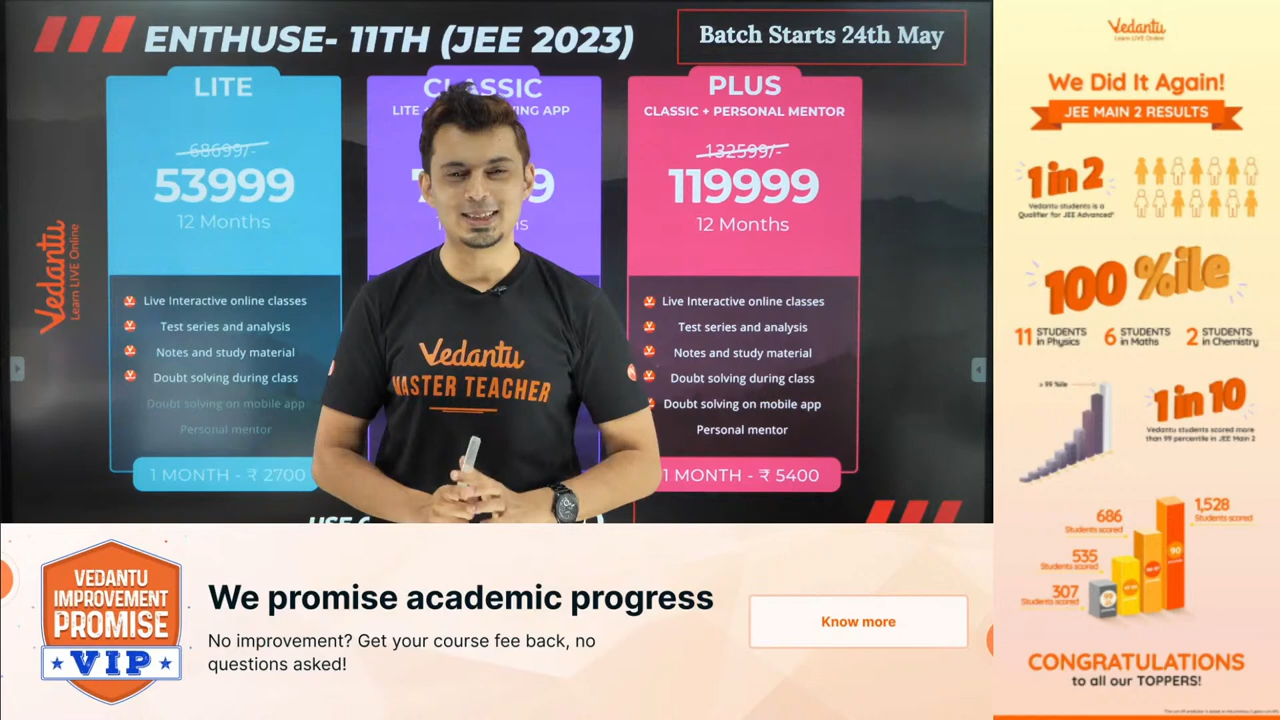 ENTHUSE- 11TH (JEE 2023)
Batch Starts 24th May
LITE
68699/-
53999
12 Months
Live Interactive online classes
Test series and analysis
Notes and study material
Doubt solving during class
Doubt solving on mobile app
Personal mentor
1 MONTH - ₹ 2700
CLASSIC
LITE
VING APP
9
PLUS
CLASSIC + PERSONAL MENTOR
132599/-
119999
12 Months
Live Interactive online classes
Test series and analysis
Notes and study material
Doubt solving during class
Doubt solving on mobile app
Personal mentor
1 MONTH - ₹ 5400
Vedantu
Learn LIVE Online
Vedantu
MASTER TEACHER
VEDANTU
IMPROVEMENT
PROMISE
VIP
We promise academic progress
No improvement? Get your course fee back, no
questions asked!
Know more
Vedantu
Learn LIVE Online
We Did It Again!
JEE MAIN 2 RESULTS
1 in 2
Vedantu students is a
Qualifier for JEE Advanced*
100 %ile
11 STUDENTS in Physics
6 STUDENTS in Maths
2 STUDENTS in Chemistry
> 99 %ile
1 in 10
Vedantu students scored more
than 99 percentile in JEE Main 2
1,528
Students scored
686
Students scored
535
Students scored
307
Students scored
90
CONGRATULATIONS
to all our TOPPERS!